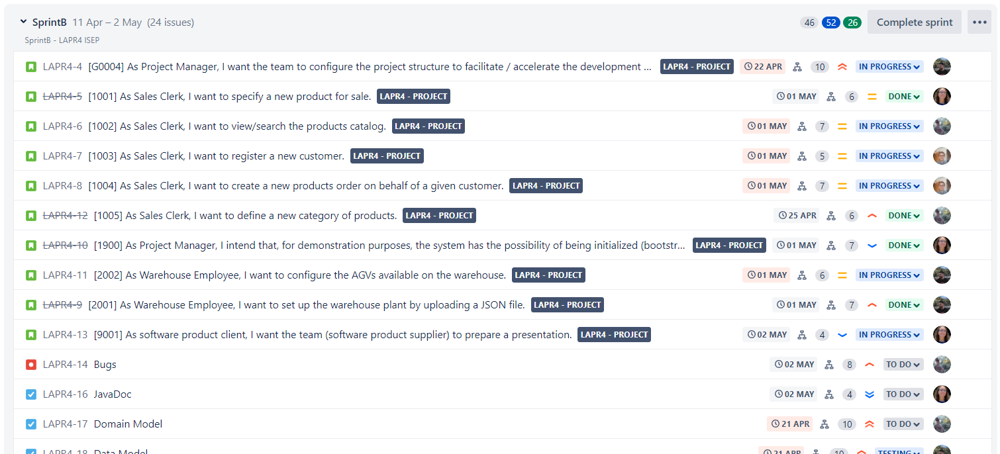 SprintB 11 Apr – 2 May (24 issues) 46 52 26 Complete sprint
SprintB - LAPR4 ISEP
LAPR4-4 [G0004] As Project Manager, I want the team to configure the project structure to facilitate / accelerate the development ... LAPR4 - PROJECT 22 APR 10 IN PROGRESS
LAPR4-5 [1001] As Sales Clerk, I want to specify a new product for sale. LAPR4 - PROJECT 01 MAY 6 DONE
LAPR4-6 [1002] As Sales Clerk, I want to view/search the products catalog. LAPR4 - PROJECT 01 MAY 7 IN PROGRESS
LAPR4-7 [1003] As Sales Clerk, I want to register a new customer. LAPR4 - PROJECT 01 MAY 5 IN PROGRESS
LAPR4-8 [1004] As Sales Clerk, I want to create a new products order on behalf of a given customer. LAPR4 - PROJECT 01 MAY 7 IN PROGRESS
LAPR4-12 [1005] As Sales Clerk, I want to define a new category of products. LAPR4 - PROJECT 25 APR 6 DONE
LAPR4-10 [1900] As Project Manager, I intend that, for demonstration purposes, the system has the possibility of being initialized (bootstr... LAPR4 - PROJECT 01 MAY 7 DONE
LAPR4-11 [2002] As Warehouse Employee, I want to configure the AGVs available on the warehouse. LAPR4 - PROJECT 01 MAY 6 IN PROGRESS
LAPR4-9 [2001] As Warehouse Employee, I want to set up the warehouse plant by uploading a JSON file. LAPR4 - PROJECT 01 MAY 7 DONE
LAPR4-13 [9001] As software product client, I want the team (software product supplier) to prepare a presentation. LAPR4 - PROJECT 02 MAY 4 IN PROGRESS
LAPR4-14 Bugs 02 MAY 8 TO DO
LAPR4-16 JavaDoc 02 MAY 4 TO DO
LAPR4-17 Domain Model 21 APR 10 TO DO
LAPR4-18 Data Model 21 APR 10 TESTING